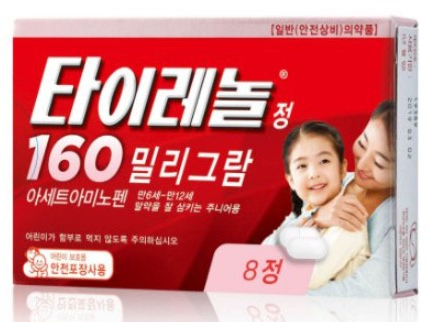 [일반(안전상비)의약품]
타이레놀®정
160 밀리그람
아세트아미노펜
만6세-만12세
알약을 잘 삼키는 주니어용
어린이가 함부로 먹지 않도록 주의하십시오
어린이 보호용
안전포장사용
8정